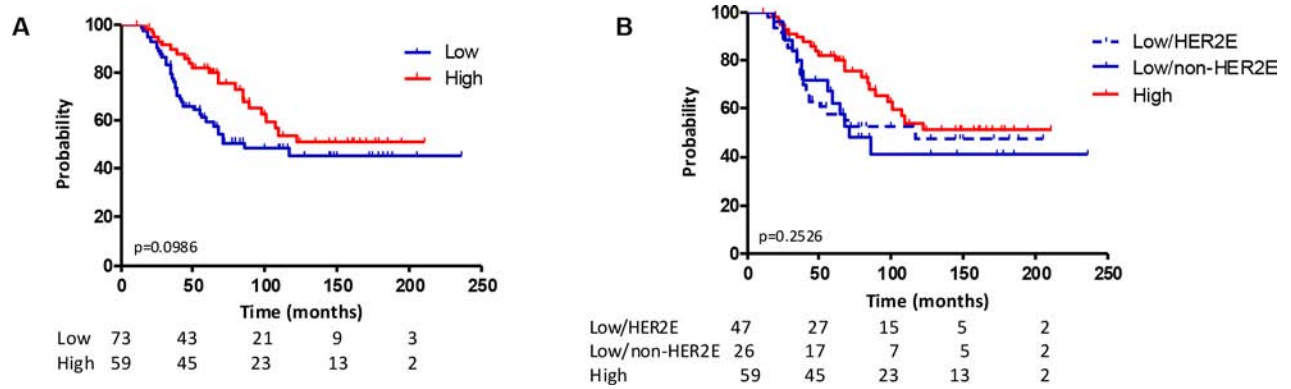 A
Probability
100
80
60
40
20
0
Low
High
p=0.0986
0 50 100 150 200 250
Time (months)
Low 73 43 21 9 3
High 59 45 23 13 2
B
Probability
100
80
60
40
20
0
Low/HER2E
Low/non-HER2E
High
p=0.2526
0 50 100 150 200 250
Time (months)
Low/HER2E 47 27 15 5 2
Low/non-HER2E 26 17 7 5 2
High 59 45 23 13 2